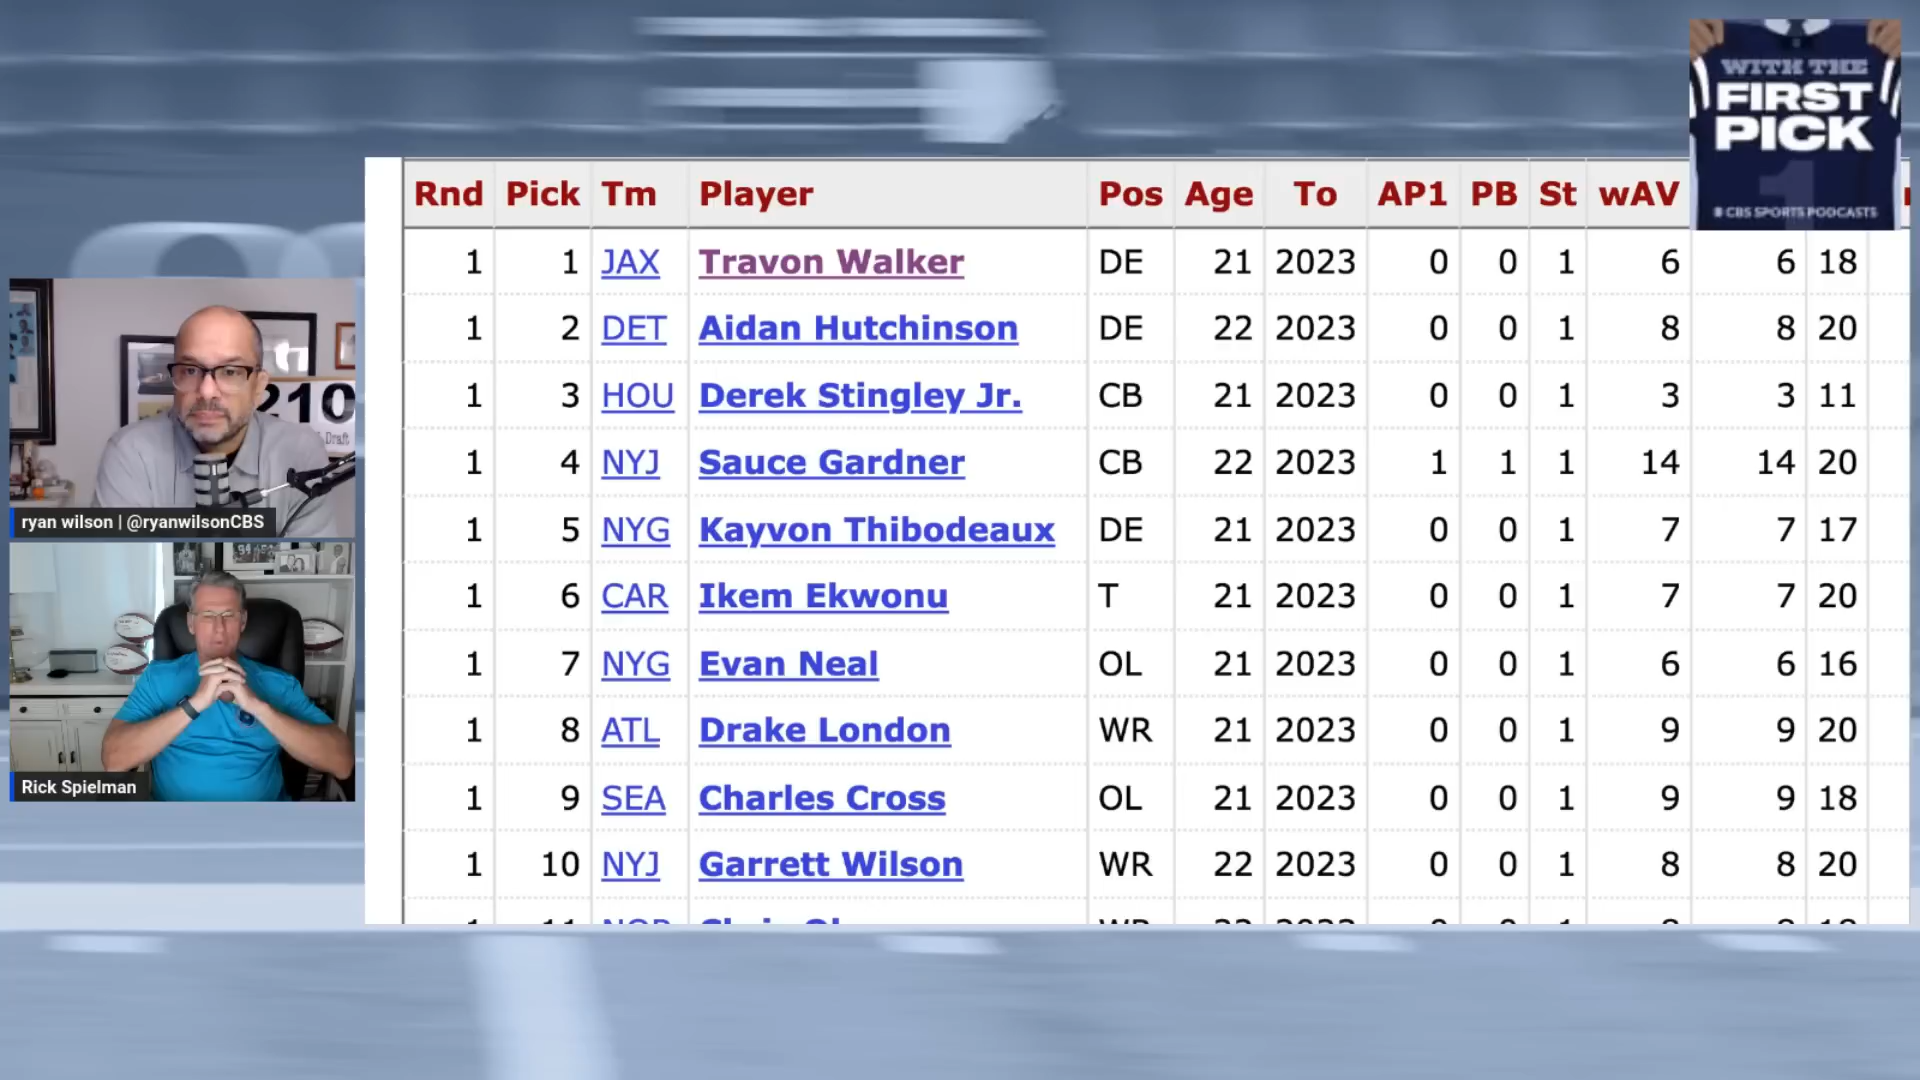 WITH THE
FIRST
PICK
1
CBS SPORTS PODCASTS
Rnd Pick Tm Player Pos Age To AP1 PB St wAV
1 1 JAX Travon Walker DE 21 2023 0 0 1 6 6 18
1 2 DET Aidan Hutchinson DE 22 2023 0 0 1 8 8 20
1 3 HOU Derek Stingley Jr. CB 21 2023 0 0 1 3 3 11
1 4 NYJ Sauce Gardner CB 22 2023 1 1 1 14 14 20
1 5 NYG Kayvon Thibodeaux DE 21 2023 0 0 1 7 7 17
1 6 CAR Ikem Ekwonu T 21 2023 0 0 1 7 7 20
1 7 NYG Evan Neal OL 21 2023 0 0 1 6 6 16
1 8 ATL Drake London WR 21 2023 0 0 1 9 9 20
1 9 SEA Charles Cross OL 21 2023 0 0 1 9 9 18
1 10 NYJ Garrett Wilson WR 22 2023 0 0 1 8 8 20
210
Draft
ryan wilson | @ryanwilsonCBS
Rick Spielman